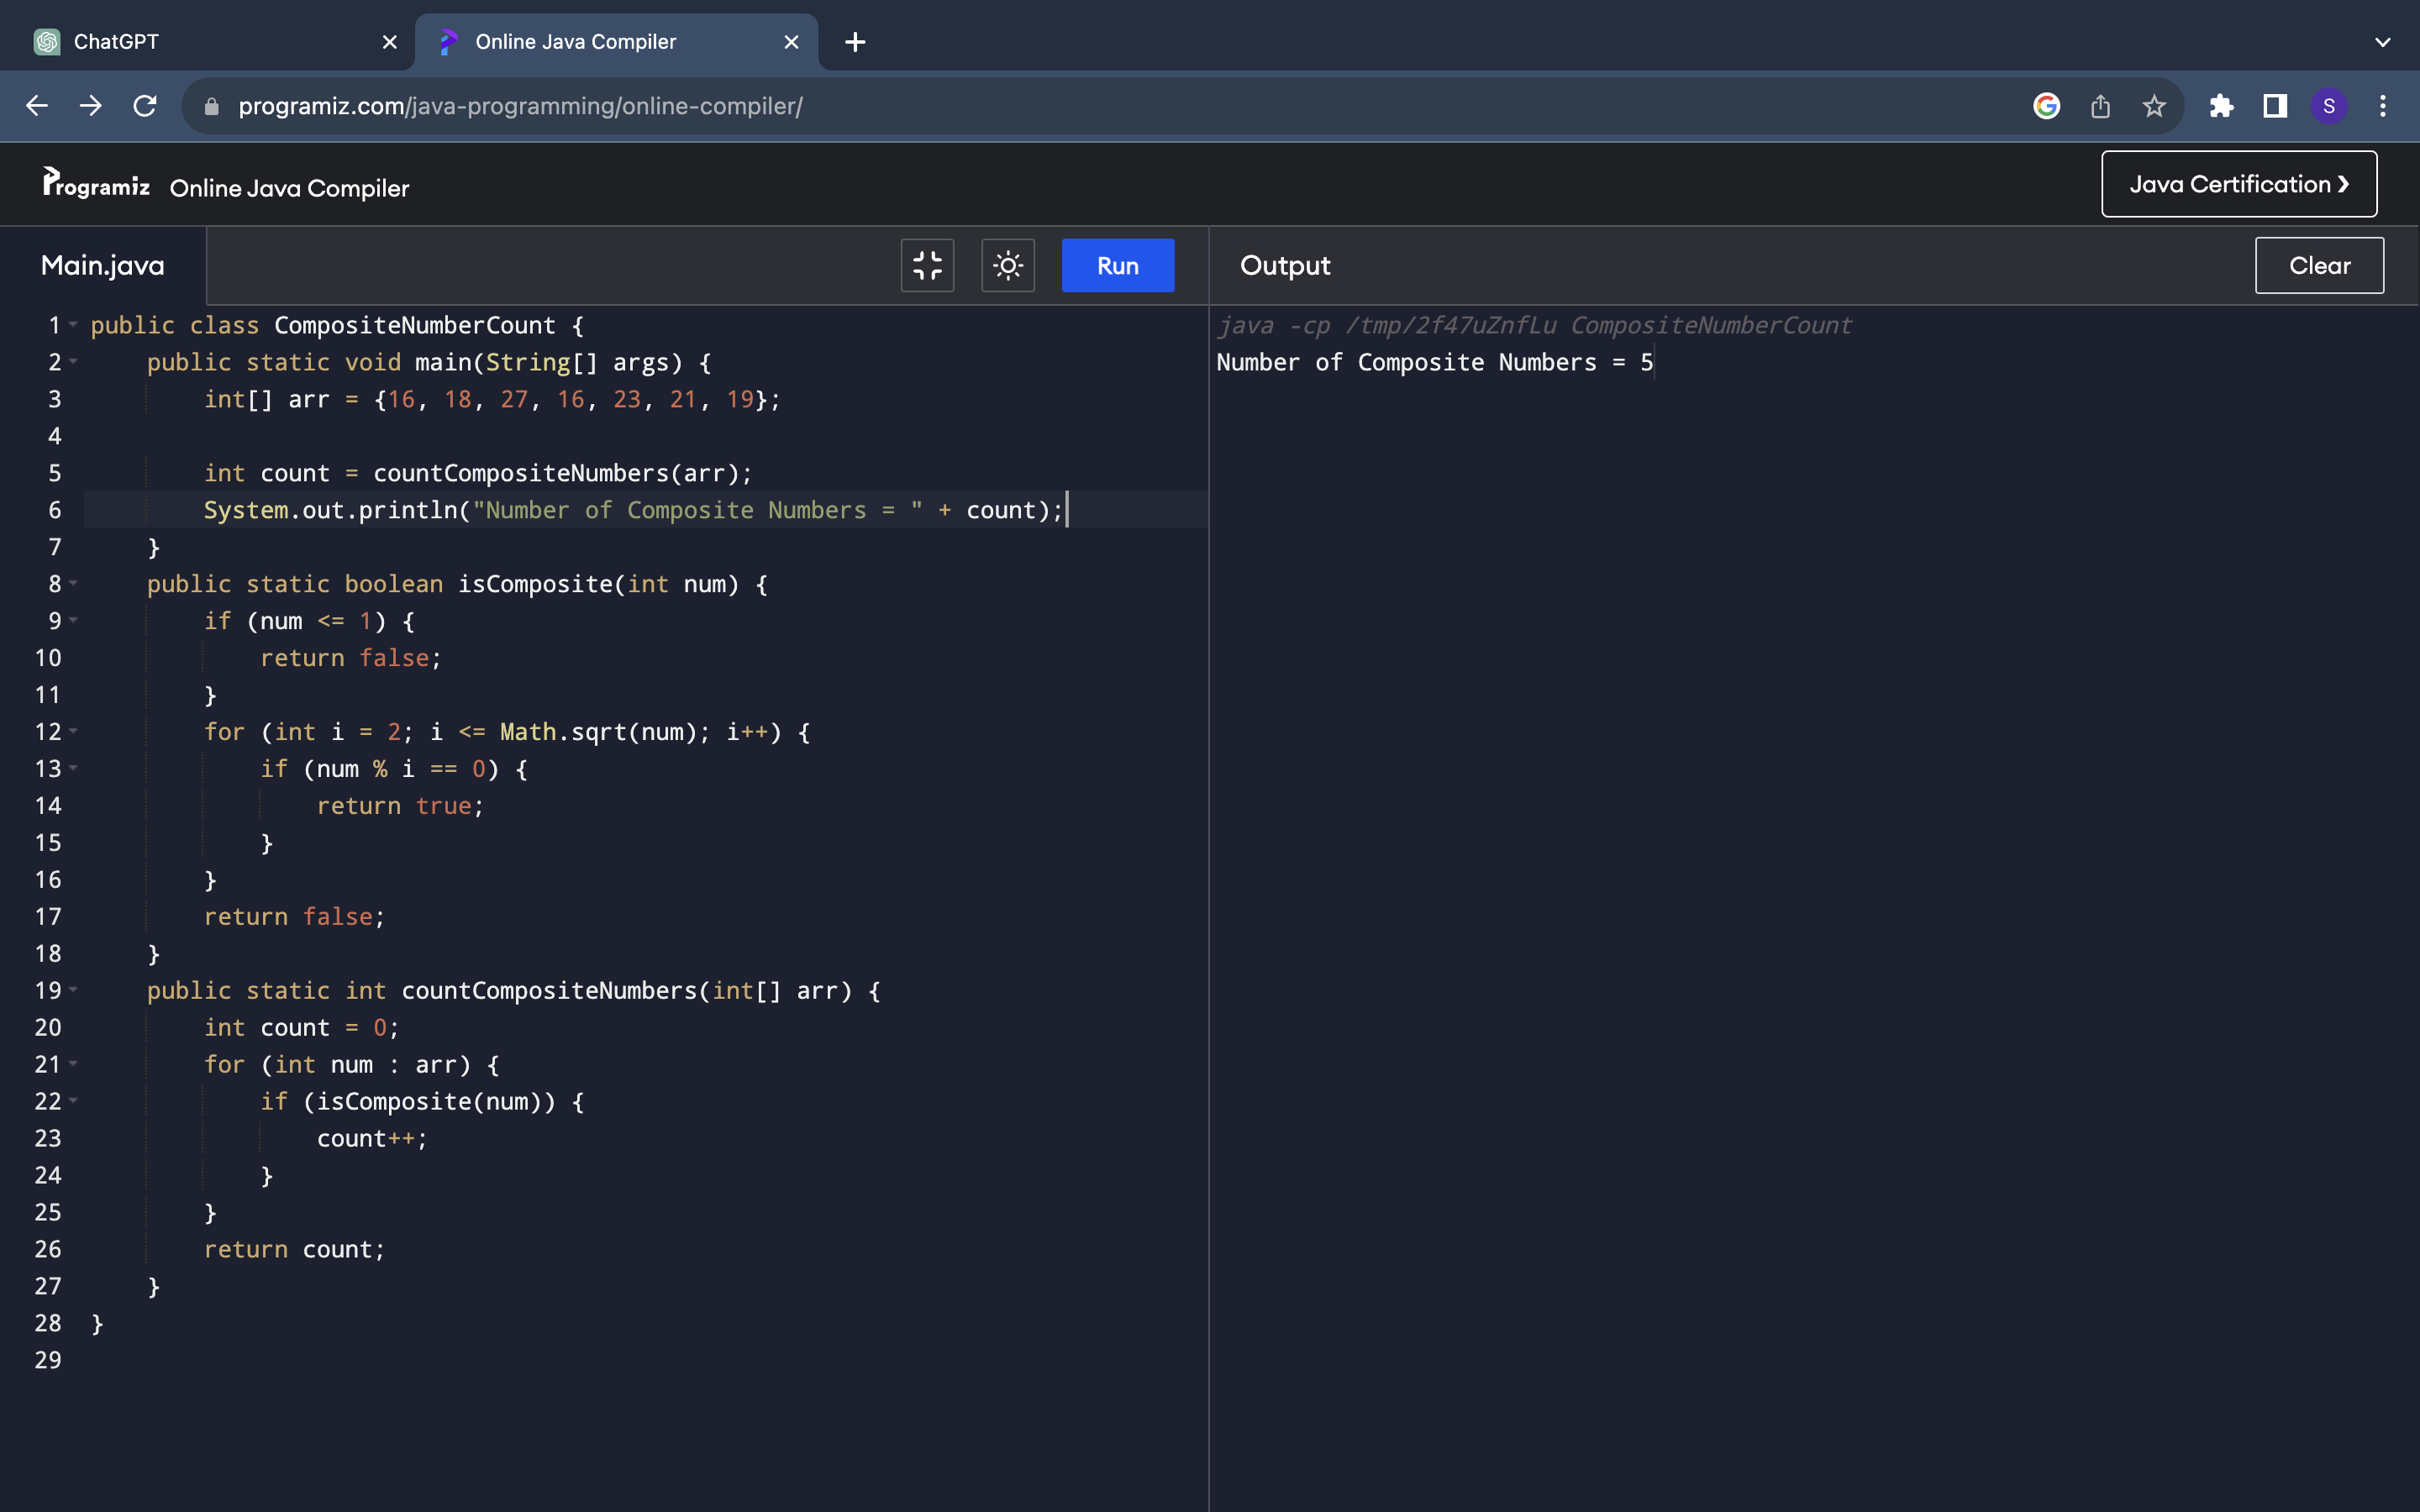 ChatGPT
Online Java Compiler
programiz.com/java-programming/online-compiler/
S
Programiz Online Java Compiler
Java Certification ❯
Main.java
Run
Output
Clear
1 public class CompositeNumberCount {
2     public static void main(String[] args) {
3         int[] arr = {16, 18, 27, 16, 23, 21, 19};
4
5         int count = countCompositeNumbers(arr);
6         System.out.println("Number of Composite Numbers = " + count);
7     }
8     public static boolean isComposite(int num) {
9         if (num <= 1) {
10             return false;
11         }
12         for (int i = 2; i <= Math.sqrt(num); i++) {
13             if (num % i == 0) {
14                 return true;
15             }
16         }
17         return false;
18     }
19     public static int countCompositeNumbers(int[] arr) {
20         int count = 0;
21         for (int num : arr) {
22             if (isComposite(num)) {
23                 count++;
24             }
25         }
26         return count;
27     }
28 }
29
java -cp /tmp/2f47uZnfLu CompositeNumberCount
Number of Composite Numbers = 5